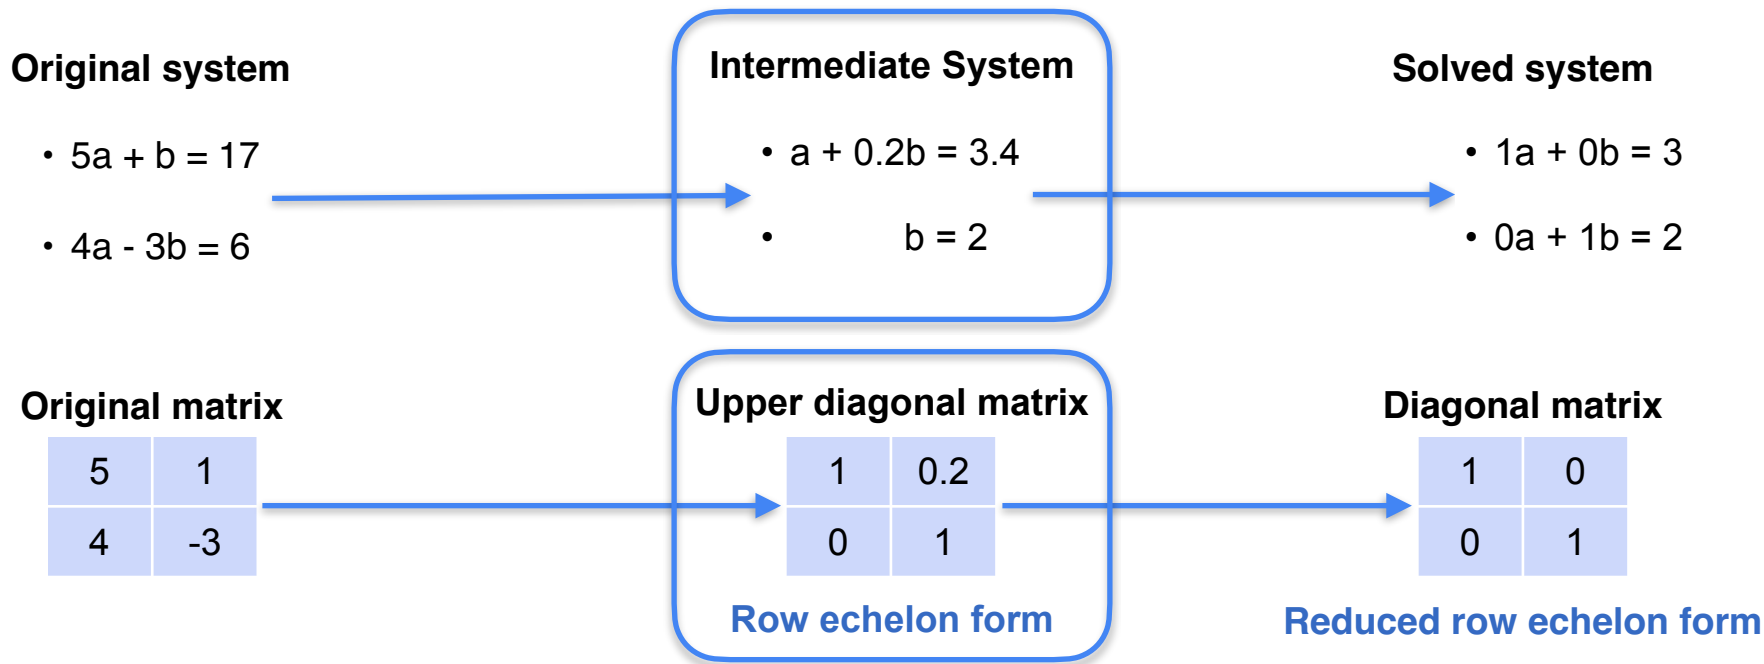 Original system
• 5a + b = 17
• 4a - 3b = 6
Intermediate System
• a + 0.2b = 3.4
• b = 2
Solved system
• 1a + 0b = 3
• 0a + 1b = 2
Original matrix
5 1
4 -3
Upper diagonal matrix
1 0.2
0 1
Row echelon form
Diagonal matrix
1 0
0 1
Reduced row echelon form